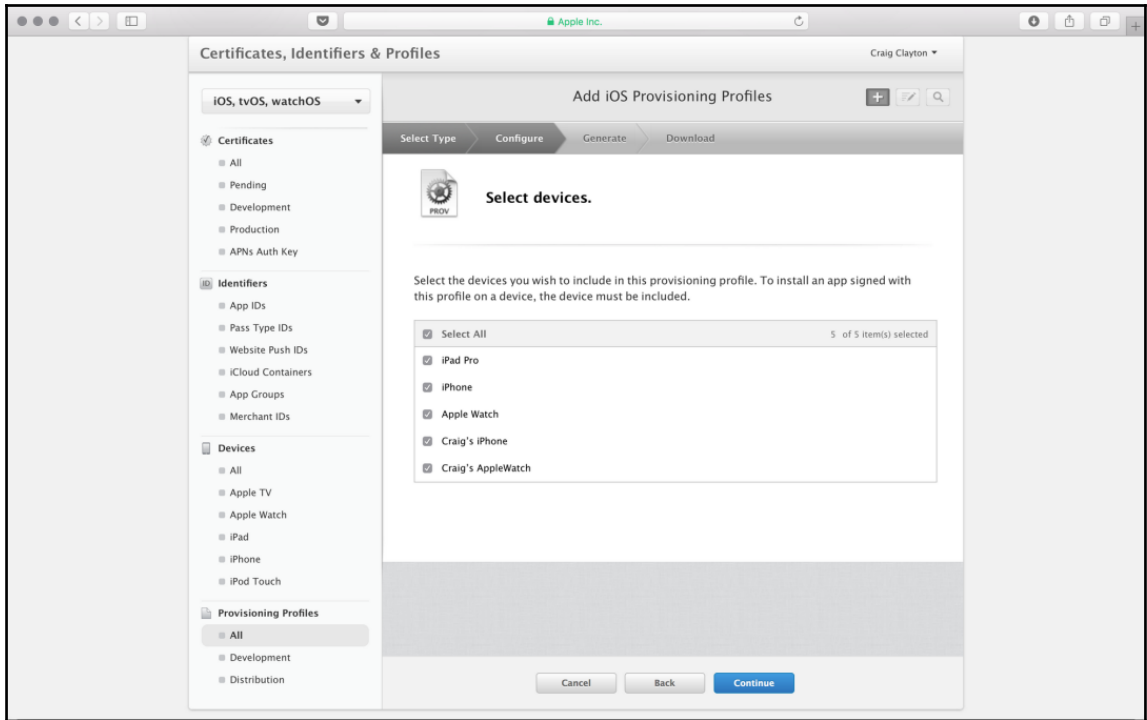 Apple Inc.
Certificates, Identifiers & Profiles
Craig Clayton
iOS, tvOS, watchOS
Add iOS Provisioning Profiles
Select Type
Configure
Generate
Download
Certificates
All
Pending
Development
Production
APNs Auth Key
ID Identifiers
App IDs
Pass Type IDs
Website Push IDs
iCloud Containers
App Groups
Merchant IDs
Devices
All
Apple TV
Apple Watch
iPad
iPhone
iPod Touch
Provisioning Profiles
All
Development
Distribution
PROV
Select devices.
Select the devices you wish to include in this provisioning profile. To install an app signed with
this profile on a device, the device must be included.
Select All
5 of 5 item(s) selected
iPad Pro
iPhone
Apple Watch
Craig's iPhone
Craig's AppleWatch
Cancel
Back
Continue